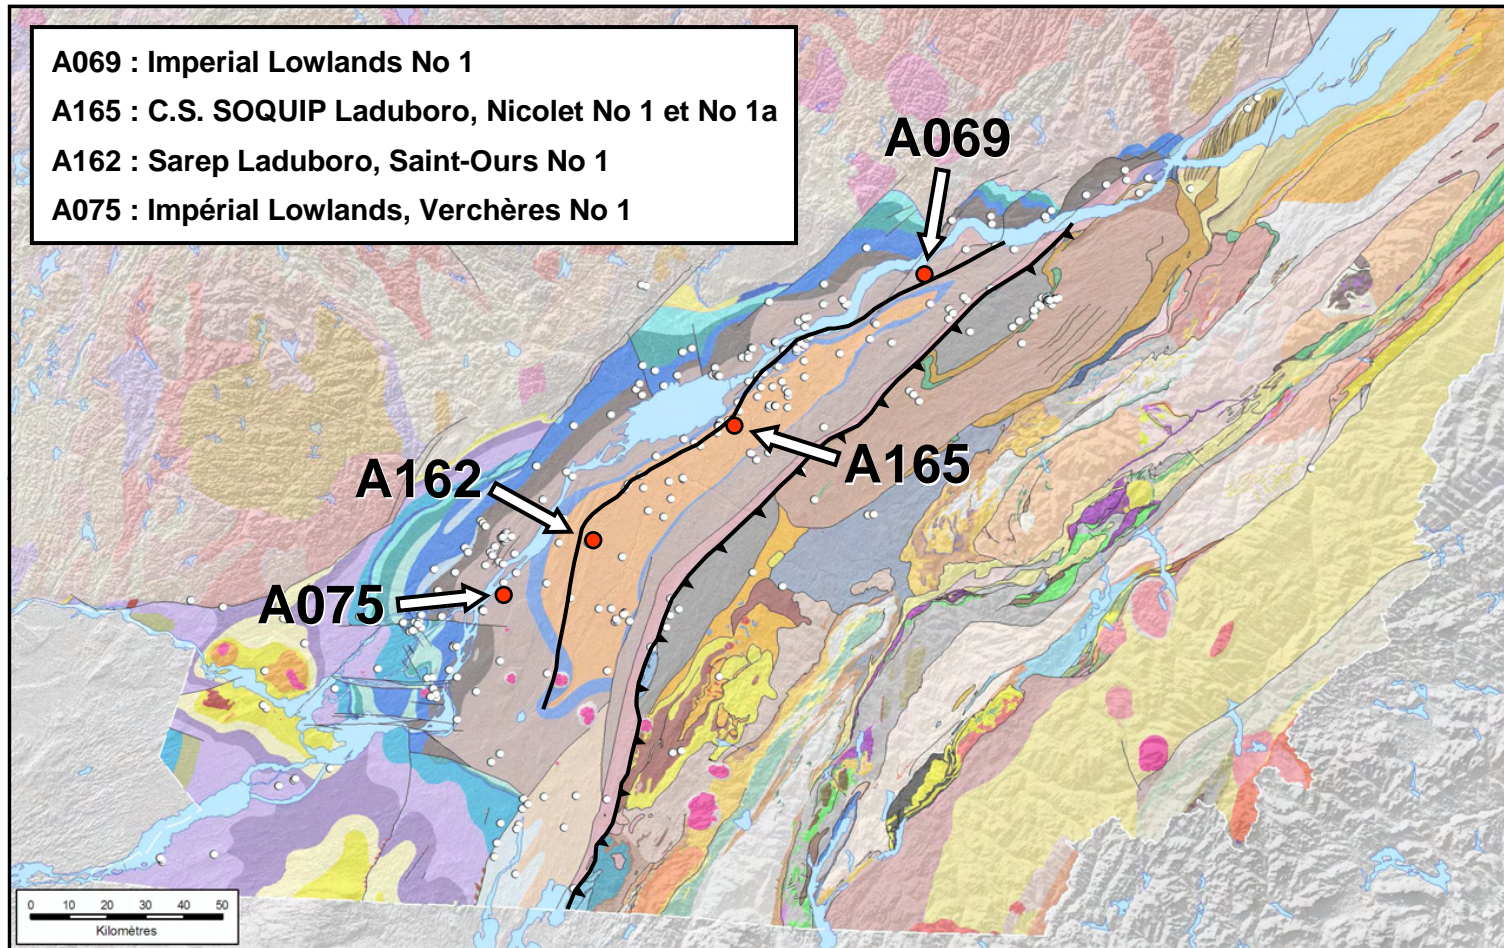 A069 : Imperial Lowlands No 1
A165 : C.S. SOQUIP Laduboro, Nicolet No 1 et No 1a
A162 : Sarep Laduboro, Saint-Ours No 1
A075 : Impérial Lowlands, Verchères No 1
A069
A162
A165
A075
0 10 20 30 40 50
Kilomètres